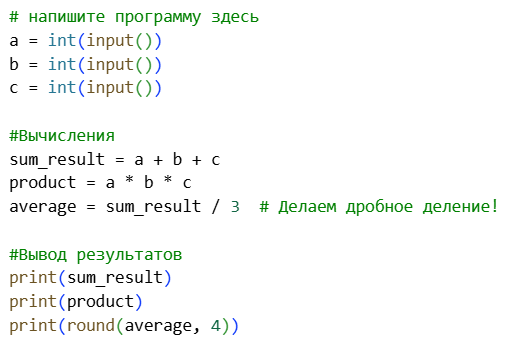 # напишите программу здесь
a = int(input())
b = int(input())
c = int(input())
#Вычисления
sum_result = a + b + c
product = a * b * c
average = sum_result / 3  # Делаем дробное деление!
#Вывод результатов
print(sum_result)
print(product)
print(round(average, 4))